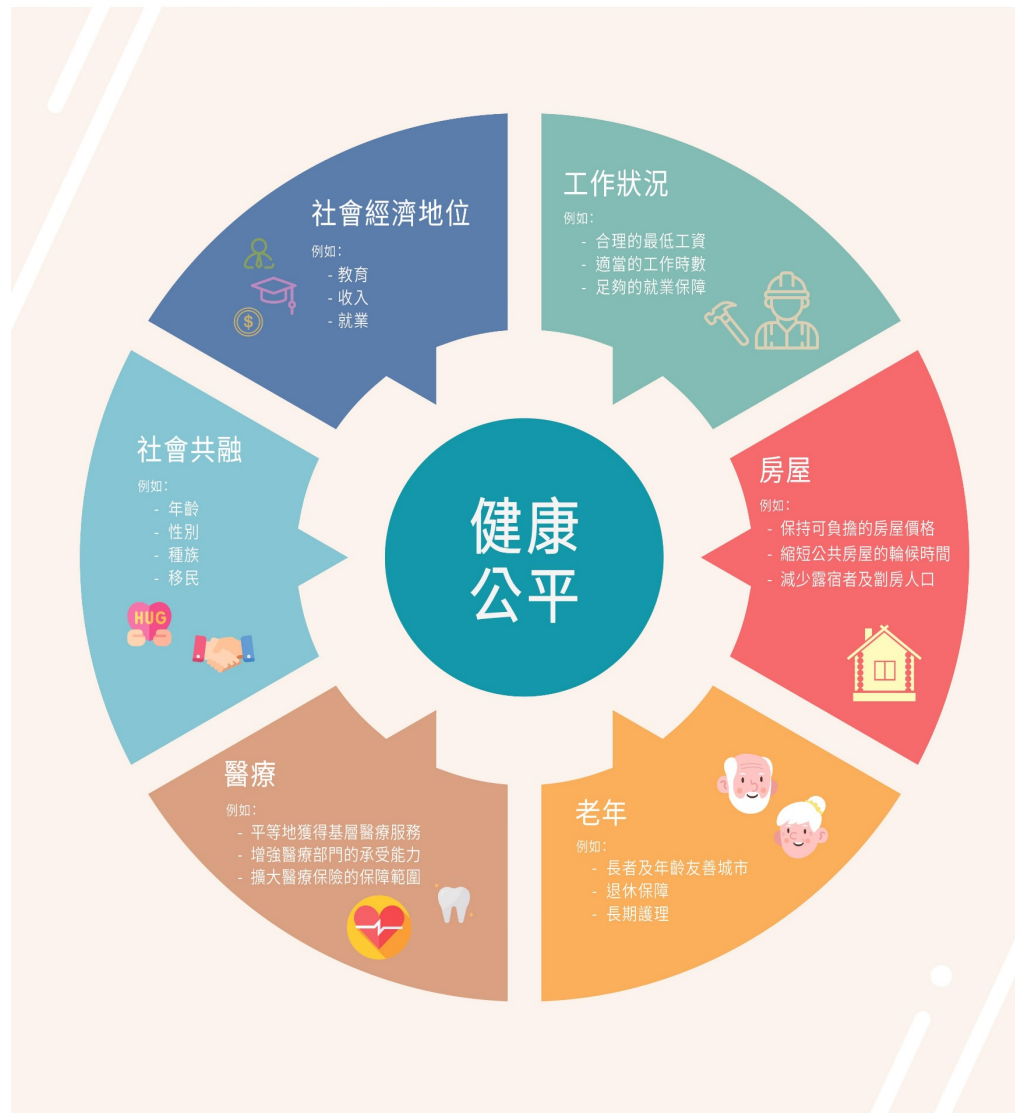 社會經濟地位
例如：
- 教育
- 收入
- 就業
$
工作狀況
例如：
- 合理的最低工資
- 適當的工作時數
- 足夠的就業保障
社會共融
例如：
- 年齡
- 性別
- 種族
- 移民
HUG
健康
公平
房屋
例如：
- 保持可負擔的房屋價格
- 縮短公共房屋的輪候時間
- 減少露宿者及劏房人口
醫療
例如：
- 平等地獲得基層醫療服務
- 增強醫療部門的承受能力
- 擴大醫療保險的保障範圍
老年
例如：
- 長者及年齡友善城市
- 退休保障
- 長期護理